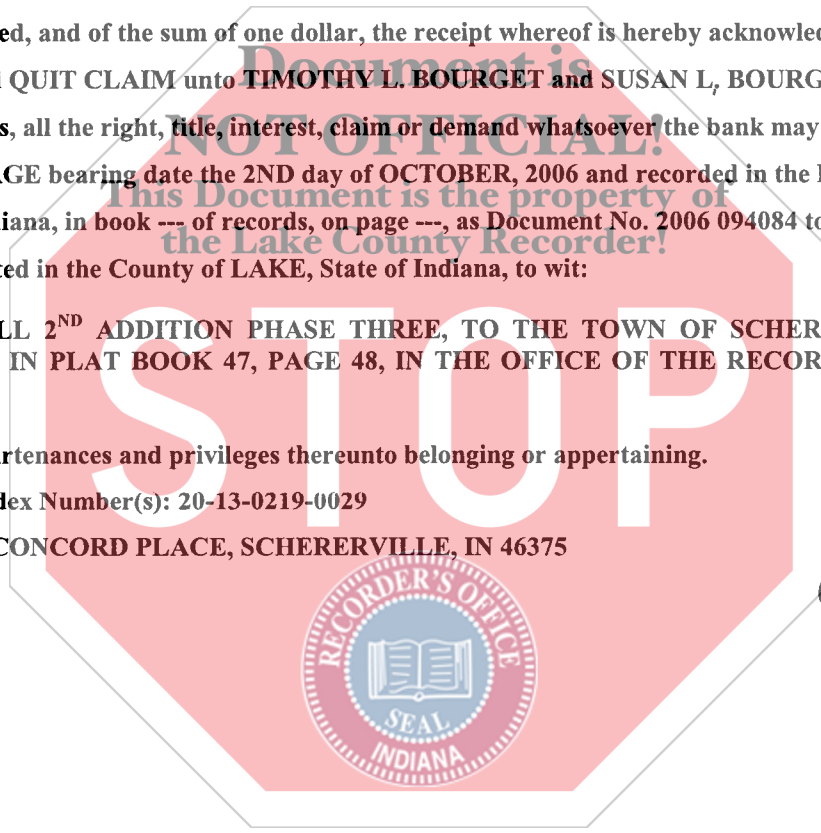 ed, and of the sum of one dollar, the receipt whereof is hereby acknowled
Document is
QUIT CLAIM unto TIMOTHY L. BOURGET and SUSAN L, BOURG
s, all the right, title, interest, claim or demand whatsoever the bank may
NOT OFFICIAL!
GE bearing date the 2ND day of OCTOBER, 2006 and recorded in the
This Document is the property of
iana, in book --- of records, on page ---, as Document No. 2006 094084 to
the Lake County Recorder!
ted in the County of LAKE, State of Indiana, to wit:
LL 2ND ADDITION PHASE THREE, TO THE TOWN OF SCHER
IN PLAT BOOK 47, PAGE 48, IN THE OFFICE OF THE RECOR
STOP
rtenances and privileges thereunto belonging or appertaining.
dex Number(s): 20-13-0219-0029
CONCORD PLACE, SCHERERVILLE, IN 46375
RECORDER'S OFFICE
SEAL
INDIANA